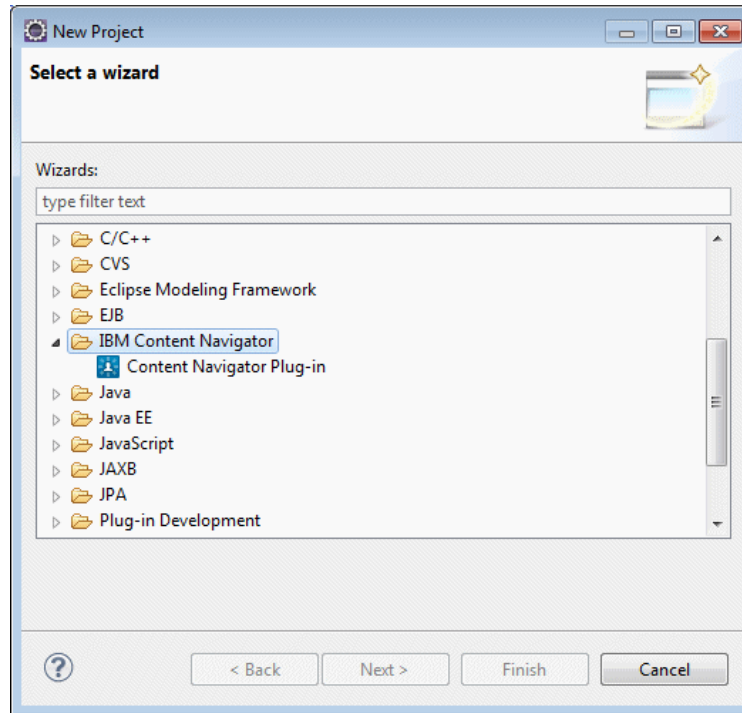 New Project
Select a wizard
Wizards:
type filter text
C/C++
CVS
Eclipse Modeling Framework
EJB
IBM Content Navigator
Content Navigator Plug-in
Java
Java EE
JavaScript
JAXB
JPA
Plug-in Development
? < Back Next > Finish Cancel